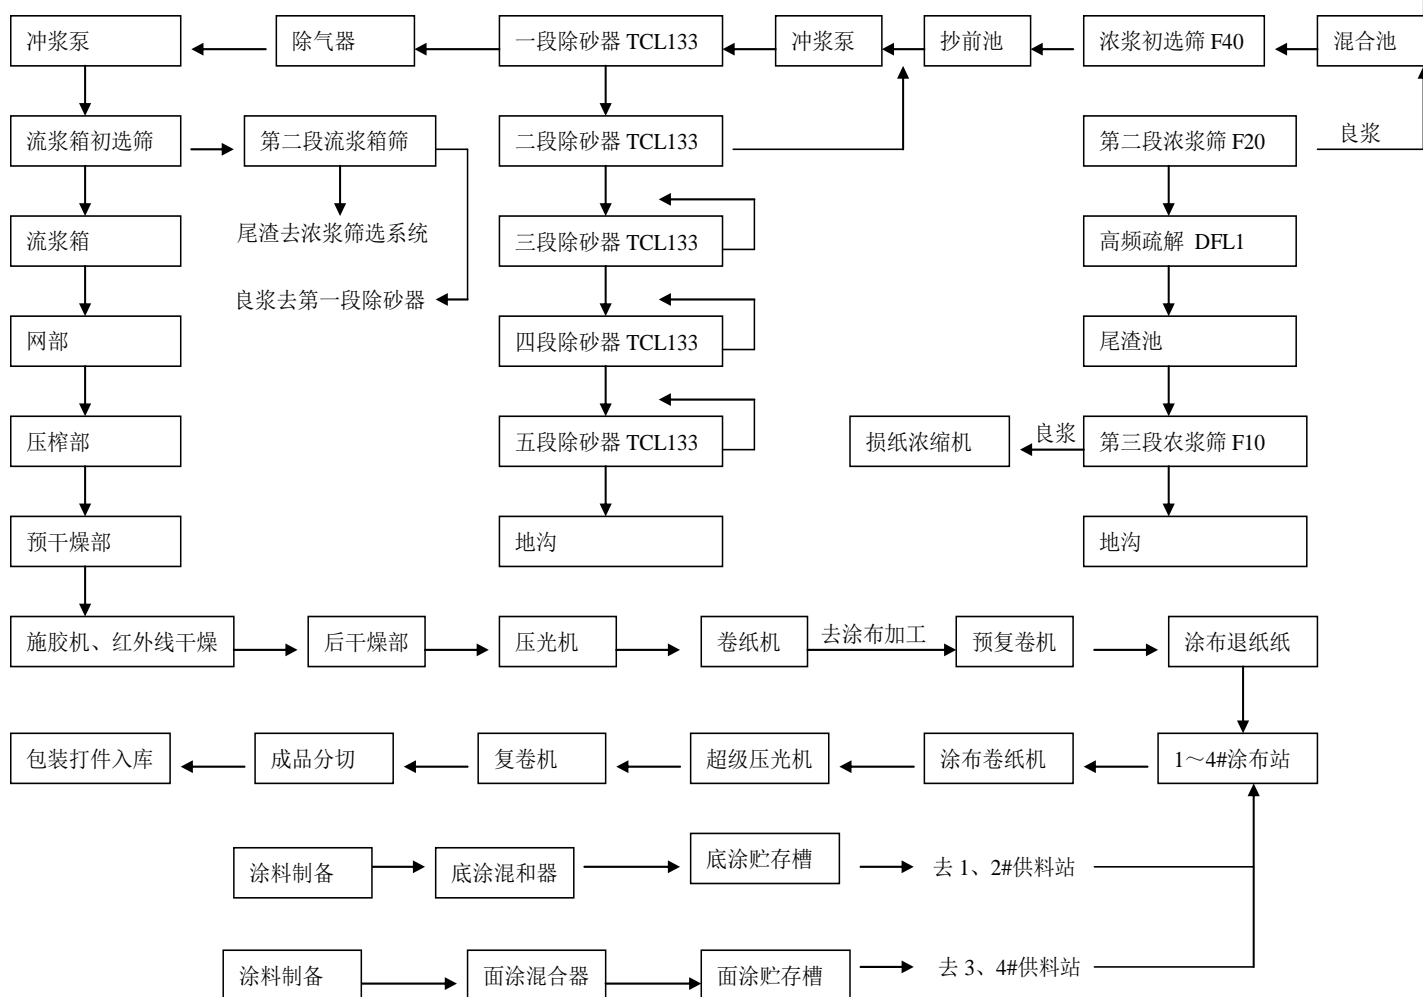 冲浆泵
除气器
一段除砂器 TCL133
冲浆泵
抄前池
浓浆初选筛 F40
混合池
流浆箱初选筛
第二段流浆箱筛
二段除砂器 TCL133
第二段浓浆筛 F20
良浆
流浆箱
尾渣去浓浆筛选系统
三段除砂器 TCL133
高频疏解 DFL1
良浆去第一段除砂器
网部
四段除砂器 TCL133
尾渣池
压榨部
五段除砂器 TCL133
损纸浓缩机
良浆
第三段农浆筛 F10
预干燥部
地沟
地沟
施胶机、红外线干燥
后干燥部
压光机
卷纸机
去涂布加工
预复卷机
涂布退纸纸
包装打件入库
成品分切
复卷机
超级压光机
涂布卷纸机
1～4#涂布站
涂料制备
底涂混和器
底涂贮存槽
去 1、2#供料站
涂料制备
面涂混合器
面涂贮存槽
去 3、4#供料站